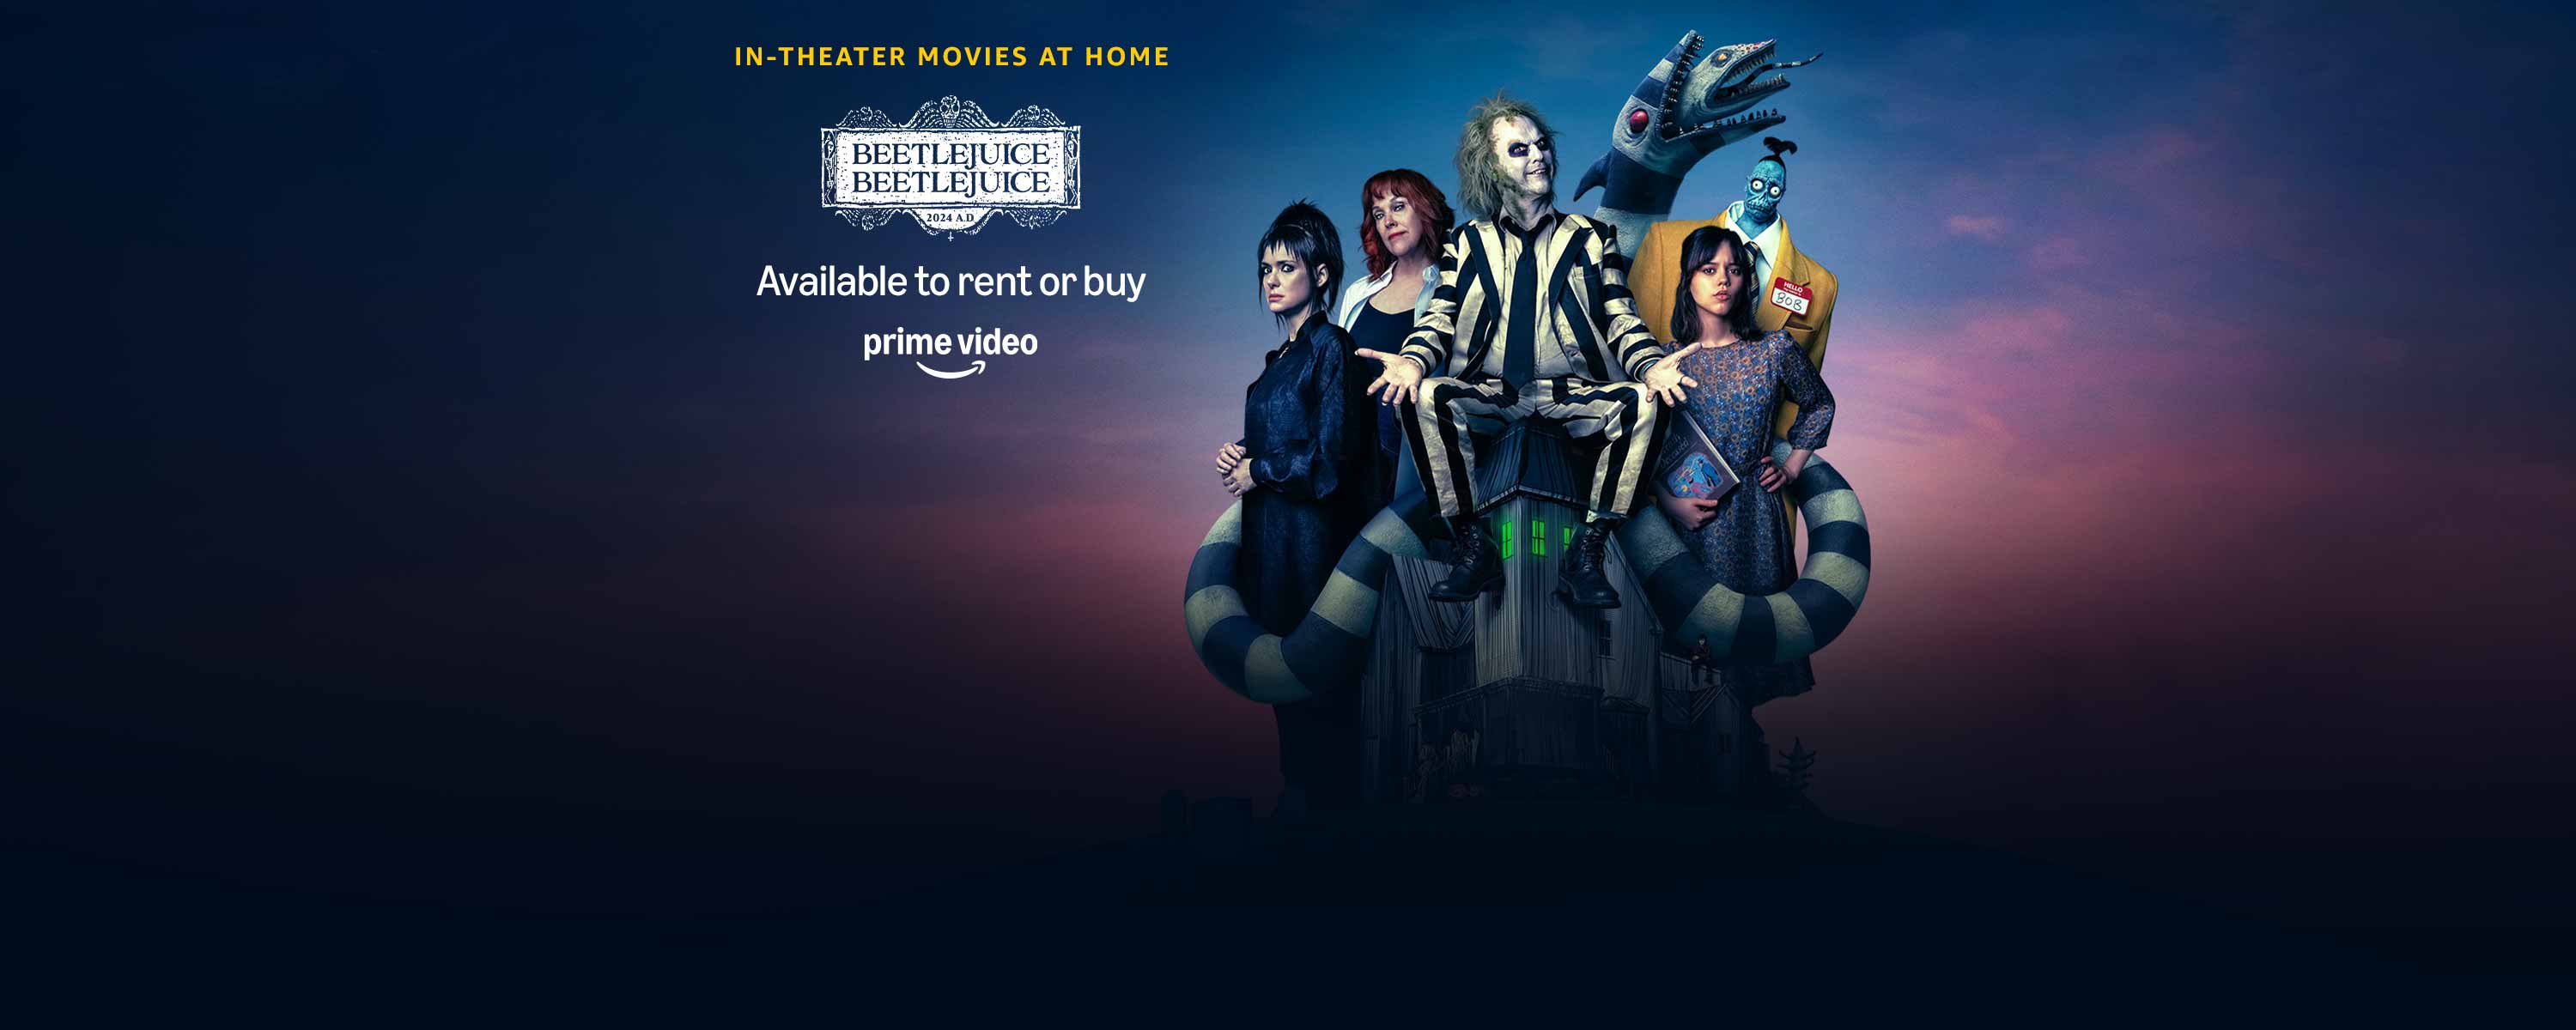 IN-THEATER MOVIES AT HOME
BEETLEJUICE
BEETLEJUICE
2024 A.D.
Available to rent or buy
prime video
HELLO
BOB